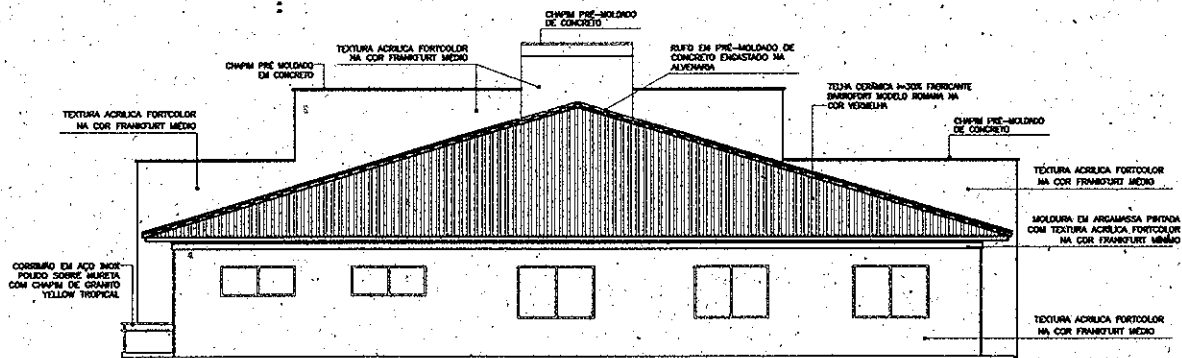 CHAPIM PRÉ-MOLDADO
DE CONCRETO
TEXTURA ACRILICA FORTCOLOR
NA COR FRANKFURT MÉDIO
RUFO EM PRÉ-MOLDADO DE
CONCRETO ENGASTADO NA
ALVENARIA
CHAPIM PRÉ MOLDADO
EM CONCRETO
TELHA CERÂMICA I=30% FABRICANTE
BARROFORT MODELO ROMANA NA
COR VERMELHA
TEXTURA ACRILICA FORTCOLOR
NA COR FRANKFURT MÉDIO
CHAPIM PRÉ-MOLDADO
DE CONCRETO
TEXTURA ACRILICA FORTCOLOR
NA COR FRANKFURT MÉDIO
MOLDURA EM ARGAMASSA PINTADA
COM TEXTURA ACRÍLICA FORTCOLOR
NA COR FRANKFURT MÍNIMO
CORRIMÃO EM AÇO INOX
POLIDO SOBRE MURETA
COM CHAPIM DE GRANITO
YELLOW TROPICAL
TEXTURA ACRILICA FORTCOLOR
NA COR FRANKFURT MÉDIO